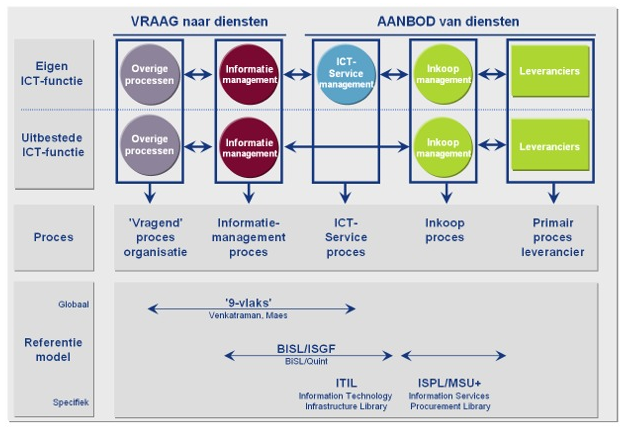 VRAAG naar diensten
AANBOD van diensten
Eigen
ICT-functie
Overige
processen
Informatie
management
ICT-
Service
management
Inkoop
management
Leveranciers
Uitbestede
ICT-functie
Overige
processen
Informatie
management
Inkoop
management
Leveranciers
Proces
'Vragend'
proces
organisatie
Informatie-
management
proces
ICT-
Service
proces
Inkoop
proces
Primair
proces
leverancier
Globaal
Referentie
model
Specifiek
'9-vlaks'
Venkatraman, Maes
BiSL/ISGF
BiSL/Quint
ITIL
Information Technology
Infrastructure Library
ISPL/MSU+
Information Services
Procurement Library